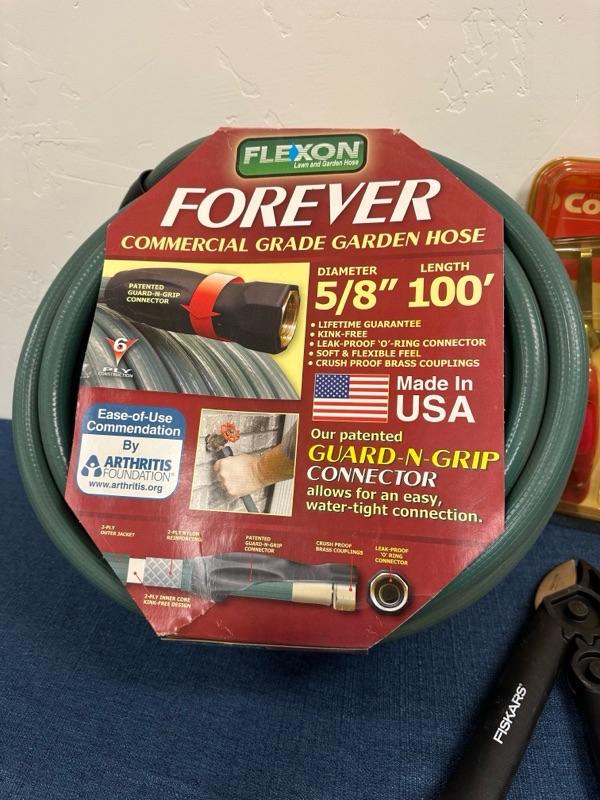 FLEXON
Lawn and Garden Hose
FOREVER
COMMERCIAL GRADE GARDEN HOSE
PATENTED
GUARD-N-GRIP
CONNECTOR
6
PLY
CONSTRUCTION
DIAMETER
5/8"
LENGTH
100'
• LIFETIME GUARANTEE
• KINK-FREE
• LEAK-PROOF 'O'-RING CONNECTOR
• SOFT & FLEXIBLE FEEL
• CRUSH PROOF BRASS COUPLINGS
Made In
USA
Ease-of-Use
Commendation
By
ARTHRITIS
FOUNDATION
www.arthritis.org
Our patented
GUARD-N-GRIP
CONNECTOR
allows for an easy,
water-tight connection.
2-PLY
OUTER JACKET
2-PLY NYLON
REINFORCING
PATENTED
GUARD-N-GRIP
CONNECTOR
CRUSH PROOF
BRASS COUPLINGS
LEAK-PROOF
'O' RING
CONNECTOR
2-PLY INNER CORE
KINK-FREE DESIGN
Co
FISKARS